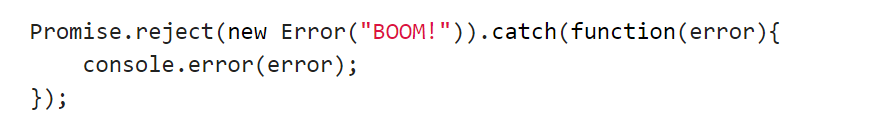 Promise.reject(new Error("BOOM!")).catch(function(error){
    console.error(error);
});